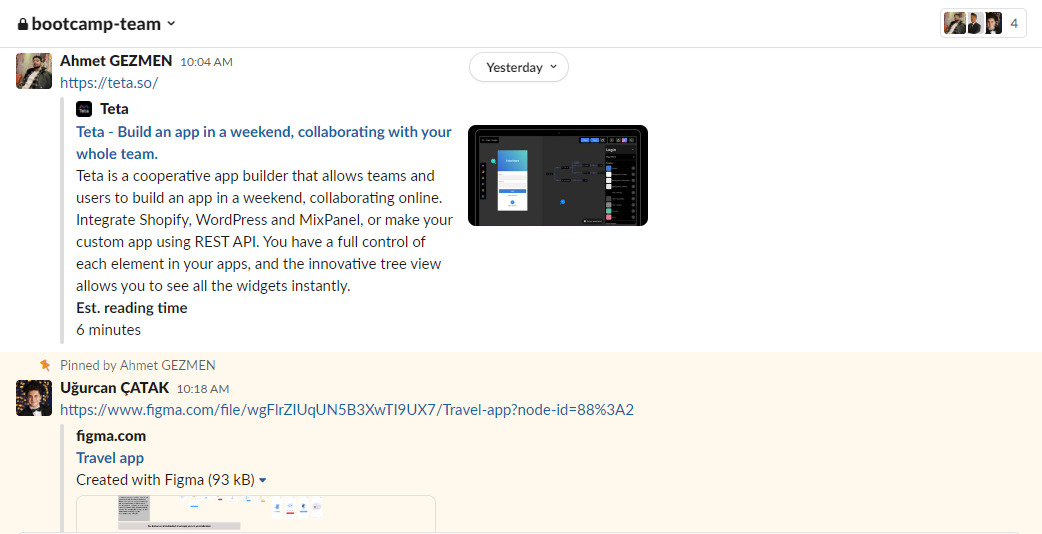 bootcamp-team
4
Ahmet GEZMEN 10:04 AM
Yesterday
https://teta.so/
Teta
Teta - Build an app in a weekend, collaborating with your
whole team.
Teta is a cooperative app builder that allows teams and
users to build an app in a weekend, collaborating online.
Integrate Shopify, WordPress and MixPanel, or make your
custom app using REST API. You have a full control of
each element in your apps, and the innovative tree view
allows you to see all the widgets instantly.
Est. reading time
6 minutes
Pinned by Ahmet GEZMEN
Uğurcan ÇATAK 10:18 AM
https://www.figma.com/file/wgFlrZIUqUN5B3XwTI9UX7/Travel-app?node-id=88%3A2
figma.com
Travel app
Created with Figma (93 kB)